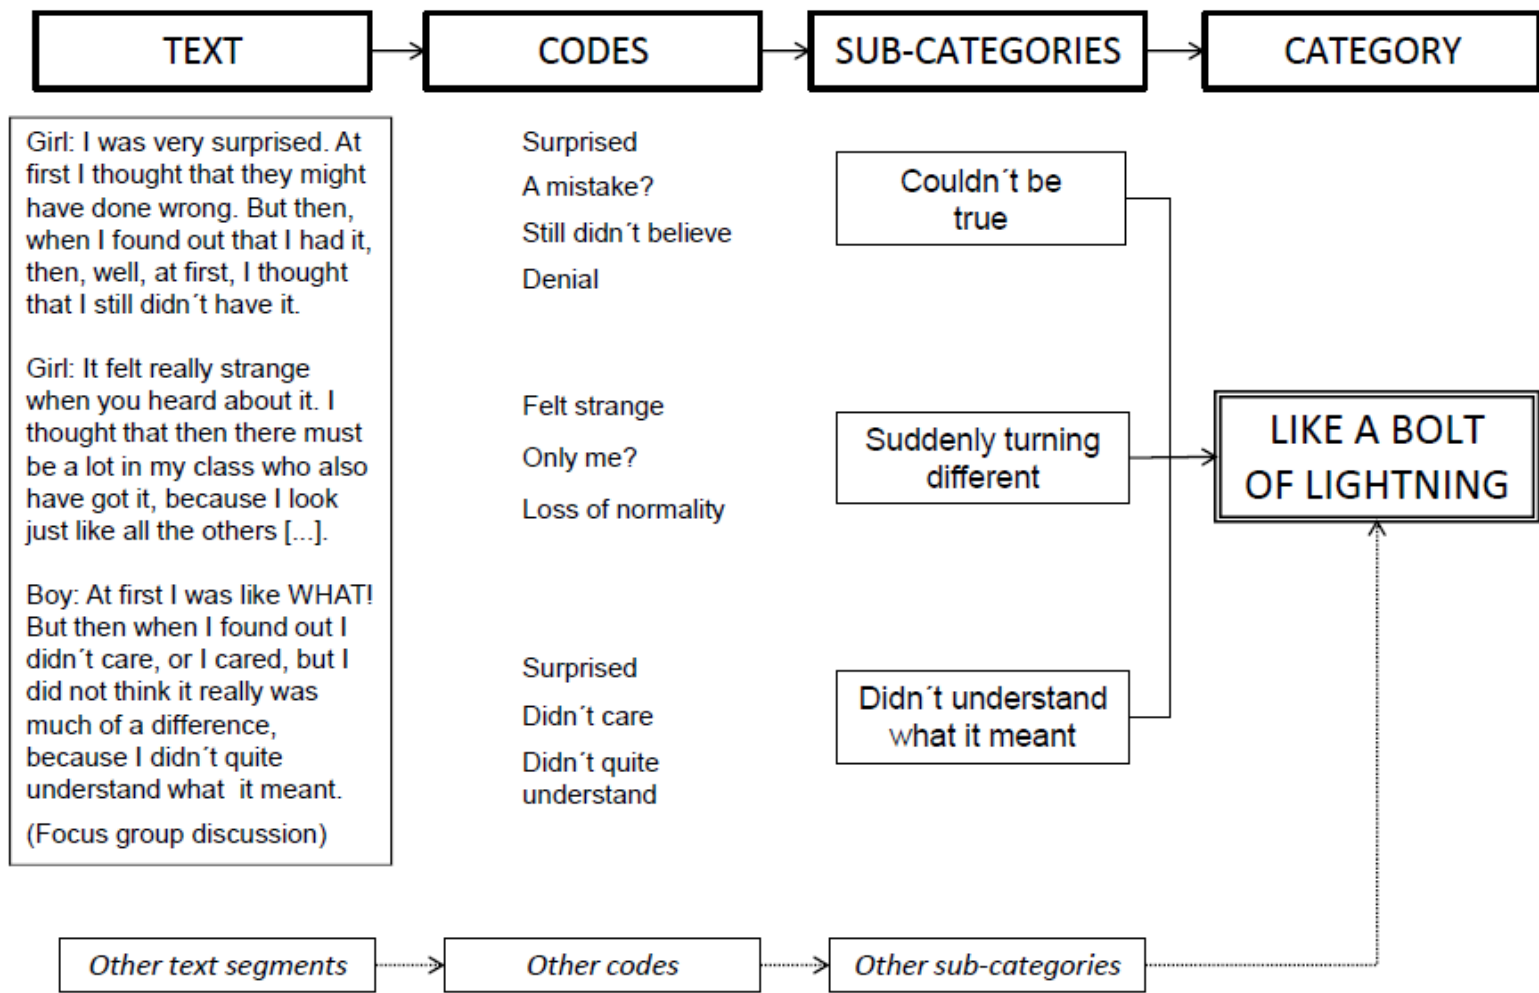 TEXT
CODES
SUB-CATEGORIES
CATEGORY
Girl: I was very surprised. At
first I thought that they might
have done wrong. But then,
when I found out that I had it,
then, well, at first, I thought
that I still didn´t have it.
Girl: It felt really strange
when you heard about it. I
thought that then there must
be a lot in my class who also
have got it, because I look
just like all the others [...].
Boy: At first I was like WHAT!
But then when I found out I
didn´t care, or I cared, but I
did not think it really was
much of a difference,
because I didn´t quite
understand what  it meant.
(Focus group discussion)
Surprised
A mistake?
Still didn´t believe
Denial
Felt strange
Only me?
Loss of normality
Surprised
Didn´t care
Didn´t quite
understand
Couldn´t be
true
Suddenly turning
different
Didn´t understand
what it meant
LIKE A BOLT
OF LIGHTNING
Other text segments
Other codes
Other sub-categories